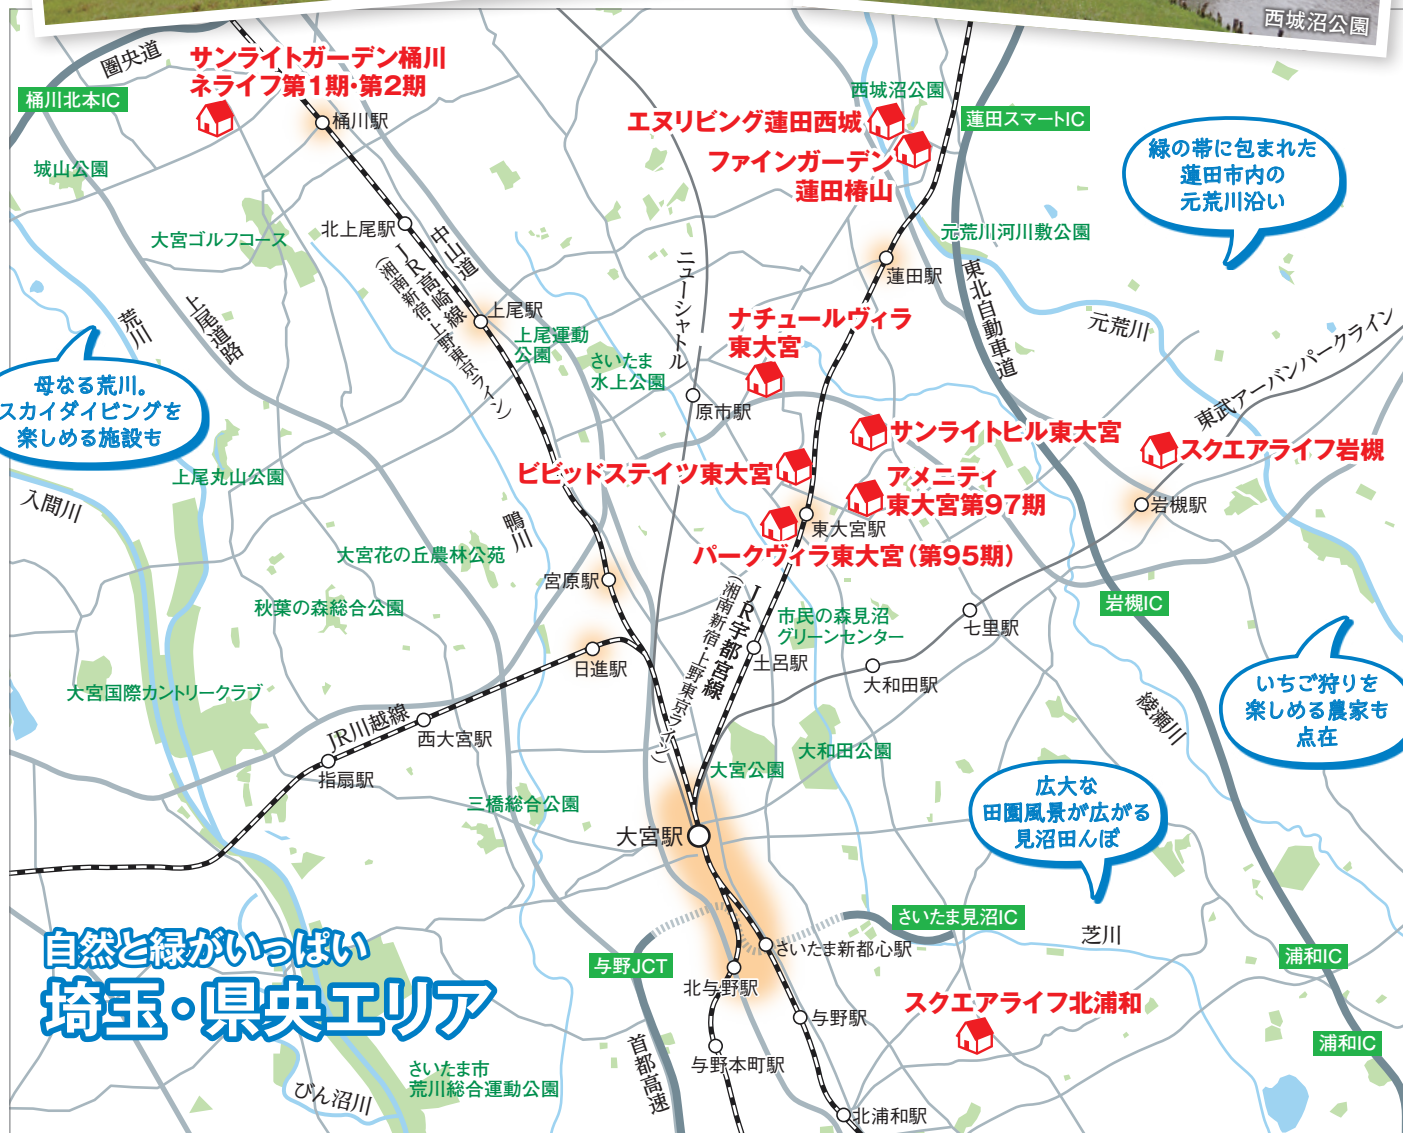 西城沼公園
圏央道
サンライトガーデン桶川
ネライフ第1期・第2期
桶川北本IC
桶川駅
城山公園
西城沼公園
エヌリビング蓮田西城
蓮田スマートIC
ファインガーデン
蓮田椿山
緑の帯に包まれた
蓮田市内の
元荒川沿い
大宮ゴルフコース
北上尾駅
中山道
JR高崎線
(湘南新宿・上野東京ライン)
元荒川河川敷公園
蓮田駅
東北自動車道
ニューシャトル
荒川
上尾道路
上尾駅
上尾運動
公園
さいたま
水上公園
ナチュールヴィラ
東大宮
元荒川
東武アーバンパークライン
母なる荒川。
スカイダイビングを
楽しめる施設も
原市駅
サンライトヒル東大宮
スクエアライフ岩槻
ビビッドステイツ東大宮
アメニティ
東大宮第97期
上尾丸山公園
入間川
鴨川
岩槻駅
東大宮駅
パークヴィラ東大宮(第95期)
大宮花の丘農林公苑
宮原駅
秋葉の森総合公園
JR宇都宮線
(湘南新宿・上野東京ライン)
市民の森見沼
グリーンセンター
岩槻IC
七里駅
日進駅
土呂駅
大和田駅
大宮国際カントリークラブ
JR川越線
西大宮駅
指扇駅
綾瀬川
いちご狩りを
楽しめる農家も
点在
大和田公園
大宮公園
三橋総合公園
広大な
田園風景が広がる
見沼田んぼ
大宮駅
さいたま見沼IC
芝川
自然と緑がいっぱい
埼玉・県央エリア
与野JCT
さいたま新都心駅
浦和IC
北与野駅
スクエアライフ北浦和
与野駅
首都高速
与野本町駅
浦和IC
さいたま市
荒川総合運動公園
びん沼川
北浦和駅